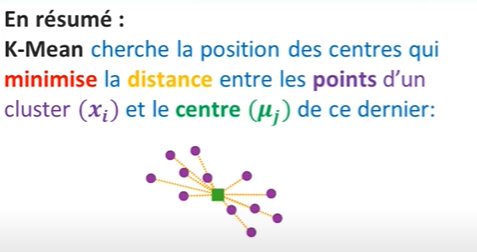 En résumé :
K-Mean cherche la position des centres qui
minimise la distance entre les points d'un
cluster (xᵢ) et le centre (μⱼ) de ce dernier: